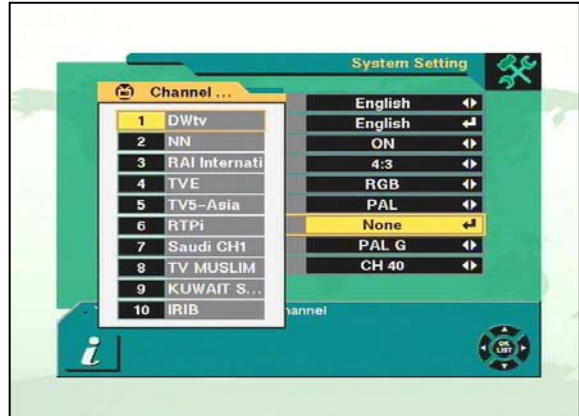 System Setting
Channel ...
1 DWtv
2 NN
3 RAI Internati
4 TVE
5 TV5-Asia
6 RTPi
7 Saudi CH1
8 TV MUSLIM
9 KUWAIT S...
10 IRIB
English
English
ON
4:3
RGB
PAL
None
PAL G
CH 40
annel
i
OK
LIST